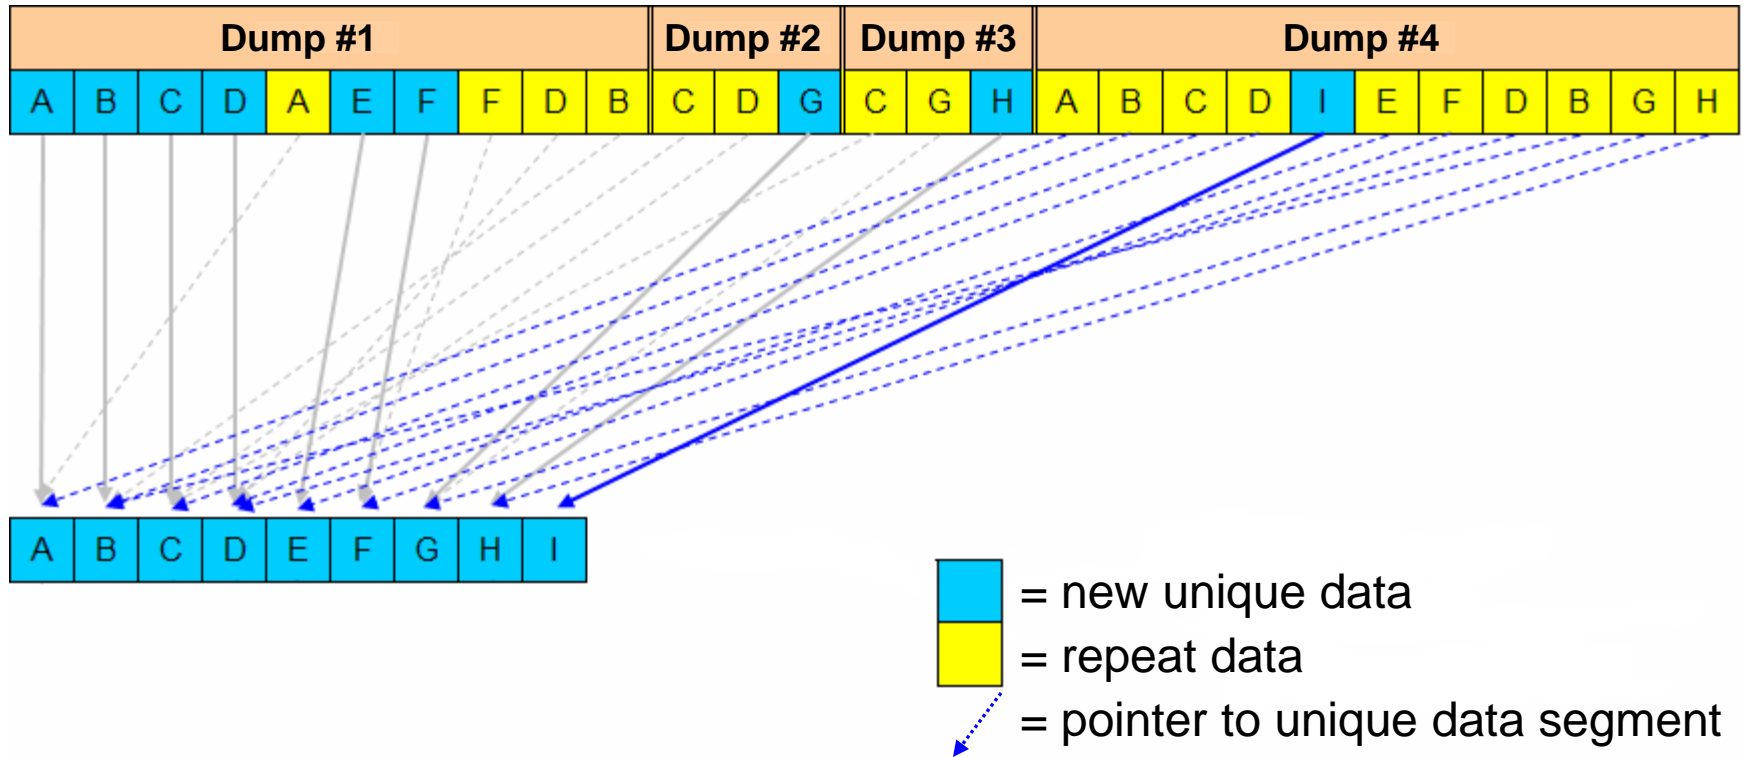 Dump #1 Dump #2 Dump #3 Dump #4
A B C D A E F F D B C D G C G H A B C D I E F D B G H
A B C D E F G H I
= new unique data
= repeat data
= pointer to unique data segment